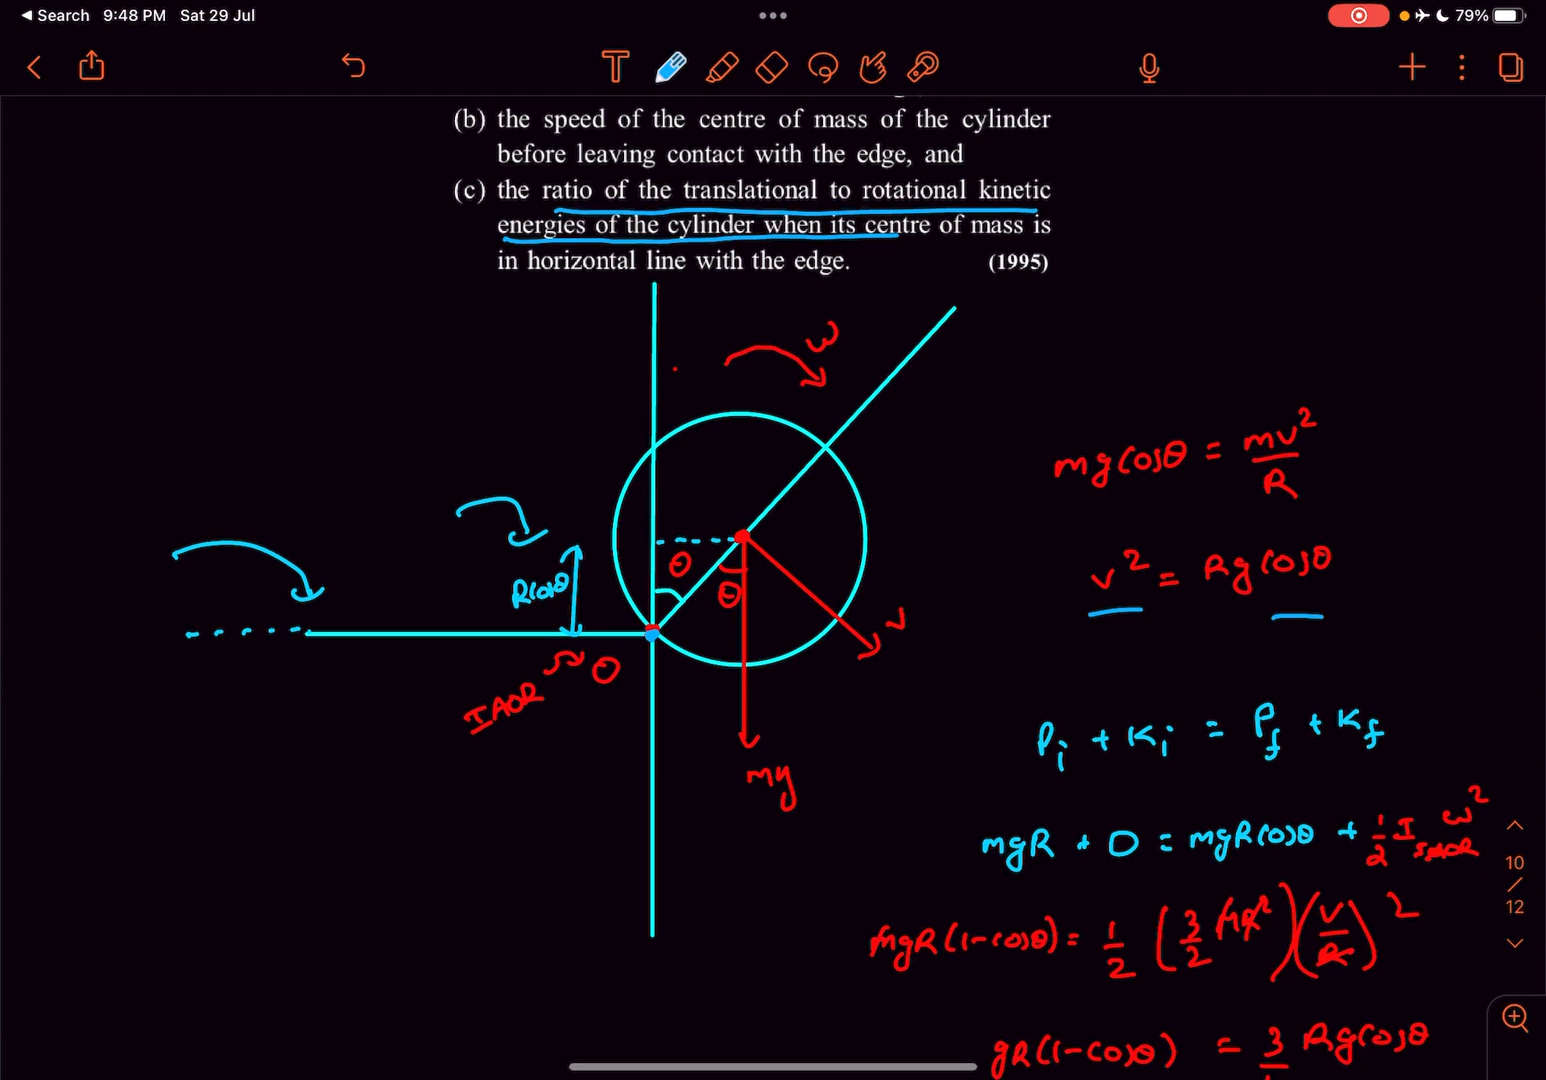 Search 9:48 PM Sat 29 Jul
79%
T
(b) the speed of the centre of mass of the cylinder
before leaving contact with the edge, and
(c) the ratio of the translational to rotational kinetic
energies of the cylinder when its centre of mass is
in horizontal line with the edge. (1995)
ω
mg cosθ = mv²/R
Rcosθ
θ
θ
v² = Rg cosθ
v
IAOR
O
Pi + Ki = Pf + Kf
mg
mgR + 0 = mgRcosθ + 1/2 I_IAOR ω²
10
/
12
mgR(1-cosθ) = 1/2 (3/2 MR²)(v/R)²
gR(1-cosθ) = 3/ Rgcosθ